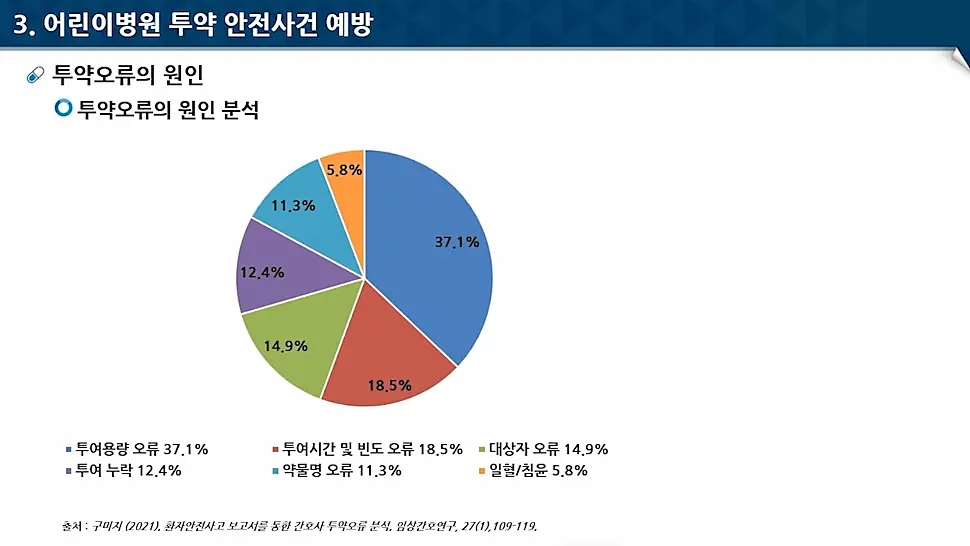 3. 어린이병원 투약 안전사건 예방
투약오류의 원인
투약오류의 원인 분석
5.8%
11.3%
37.1%
12.4%
14.9%
18.5%
투여용량 오류 37.1% 투여시간 및 빈도 오류 18.5% 대상자 오류 14.9%
투여 누락 12.4% 약물명 오류 11.3% 일혈/침윤 5.8%
출처 : 구미지 (2021). 환자안전사고 보고서를 통한 간호사 투약오류 분석. 임상간호연구, 27(1),109-119.